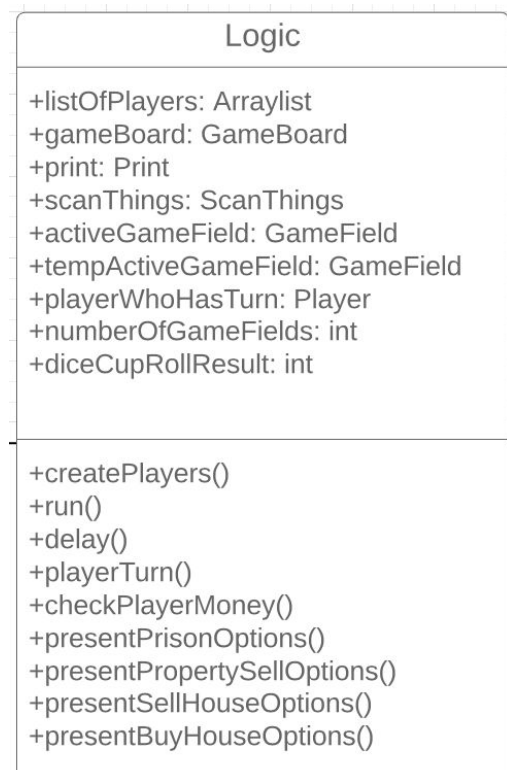 Logic
+listOfPlayers: Arraylist
+gameBoard: GameBoard
+print: Print
+scanThings: ScanThings
+activeGameField: GameField
+tempActiveGameField: GameField
+playerWhoHasTurn: Player
+numberOfGameFields: int
+diceCupRollResult: int
+createPlayers()
+run()
+delay()
+playerTurn()
+checkPlayerMoney()
+presentPrisonOptions()
+presentPropertySellOptions()
+presentSellHouseOptions()
+presentBuyHouseOptions()